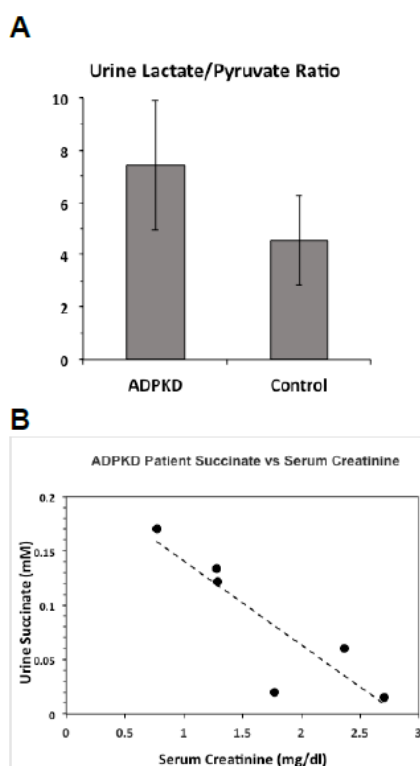 A
Urine Lactate/Pyruvate Ratio
10
8
6
4
2
0
ADPKD Control
B
ADPKD Patient Succinate vs Serum Creatinine
0.2
0.15
0.1
0.05
0
Urine Succinate (mM)
0 0.5 1 1.5 2 2.5 3
Serum Creatinine (mg/dl)